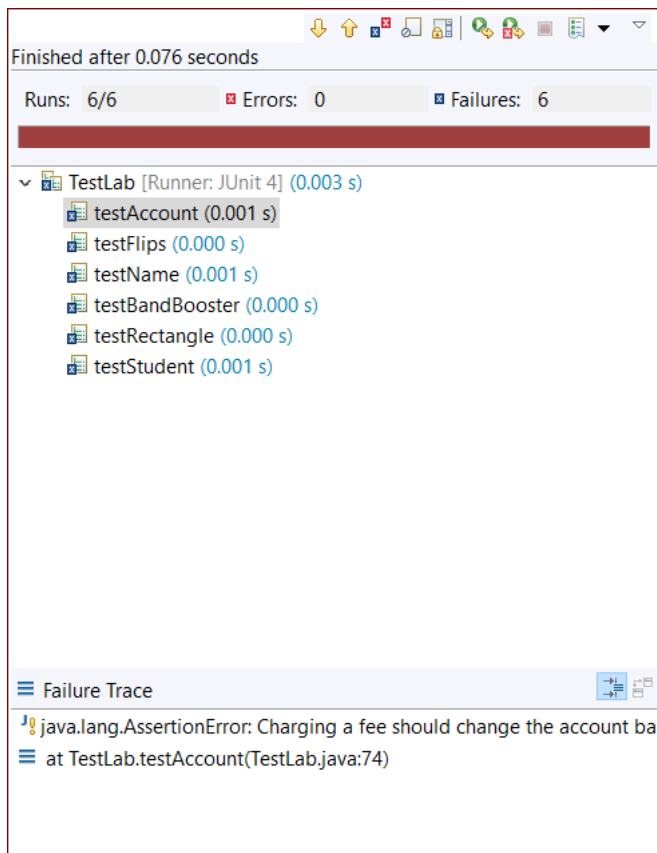 Finished after 0.076 seconds
Runs: 6/6 Errors: 0 Failures: 6
TestLab [Runner: JUnit 4] (0.003 s)
testAccount (0.001 s)
testFlips (0.000 s)
testName (0.001 s)
testBandBooster (0.000 s)
testRectangle (0.000 s)
testStudent (0.001 s)
Failure Trace
java.lang.AssertionError: Charging a fee should change the account ba
at TestLab.testAccount(TestLab.java:74)